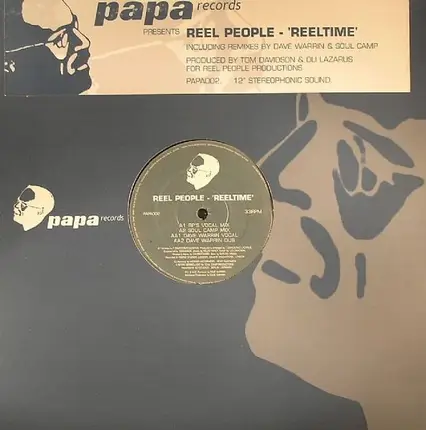 papa records
PRESENTS REEL PEOPLE - 'REELTIME'
INCLUDING REMIXES BY DAVE WARRIN & SOUL CAMP
PRODUCED BY TOM DAVIDSON & OLI LAZARUS
FOR REEL PEOPLE PRODUCTIONS
PAPA002. 12" STEREOPHONIC SOUND.
papa records
REEL PEOPLE - 'REELTIME'
PAPA002 33RPM
A1 RP'S VOCAL MIX
A2 SOUL CAMP MIX
AA1 DAVE WARRIN VOCAL
AA2 DAVE WARRIN DUB